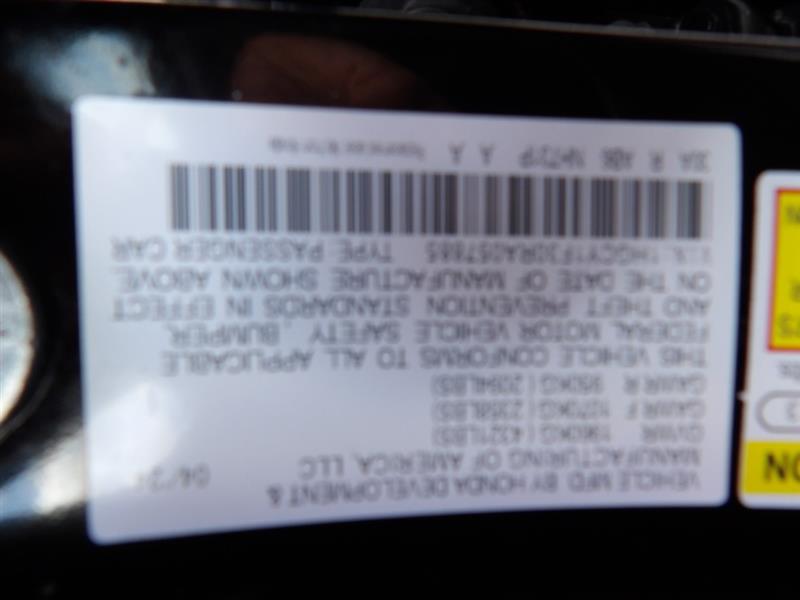 VEHICLE MFD BY HONDA DEVELOPMENT &
MANUFACTURING OF AMERICA, LLC
GVWR 1960KG (4321LBS)
GAWR F 1070KG (2358LBS)
GAWR R 950KG (2094LBS)
THIS VEHICLE CONFORMS TO ALL APPLICABLE
FEDERAL MOTOR VEHICLE SAFETY, BUMPER,
AND THEFT PREVENTION STANDARDS IN EFFECT
ON THE DATE OF MANUFACTURE SHOWN ABOVE.
TYPE: PASSENGER CAR
R A A